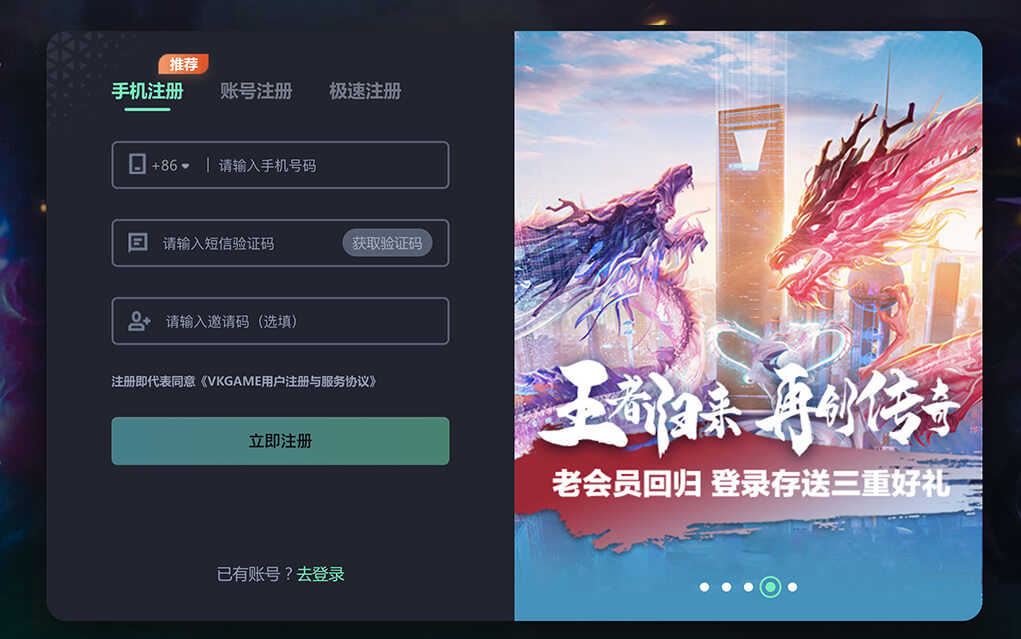 推荐
手机注册 账号注册 极速注册
+86 请输入手机号码
请输入短信验证码 获取验证码
请输入邀请码（选填）
注册即代表同意《VKGAME用户注册与服务协议》
立即注册
已有账号？去登录
王者归来 再创传奇
老会员回归 登录存送三重好礼